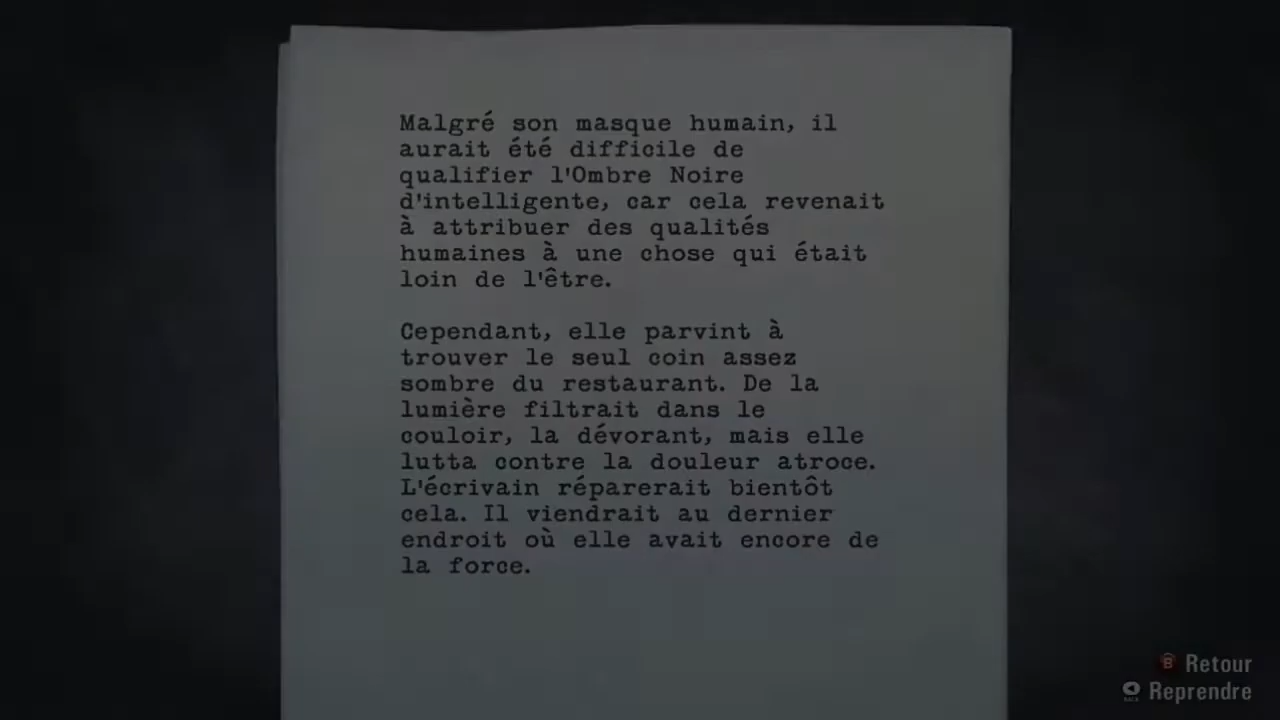 Malgré son masque humain, il
aurait été difficile de
qualifier l'Ombre Noire
d'intelligente, car cela revenait
à attribuer des qualités
humaines à une chose qui était
loin de l'être.
Cependant, elle parvint à
trouver le seul coin assez
sombre du restaurant. De la
lumière filtrait dans le
couloir, la dévorant, mais elle
lutta contre la douleur atroce.
L'écrivain réparerait bientôt
cela. Il viendrait au dernier
endroit où elle avait encore de
la force.
B Retour
BACK Reprendre